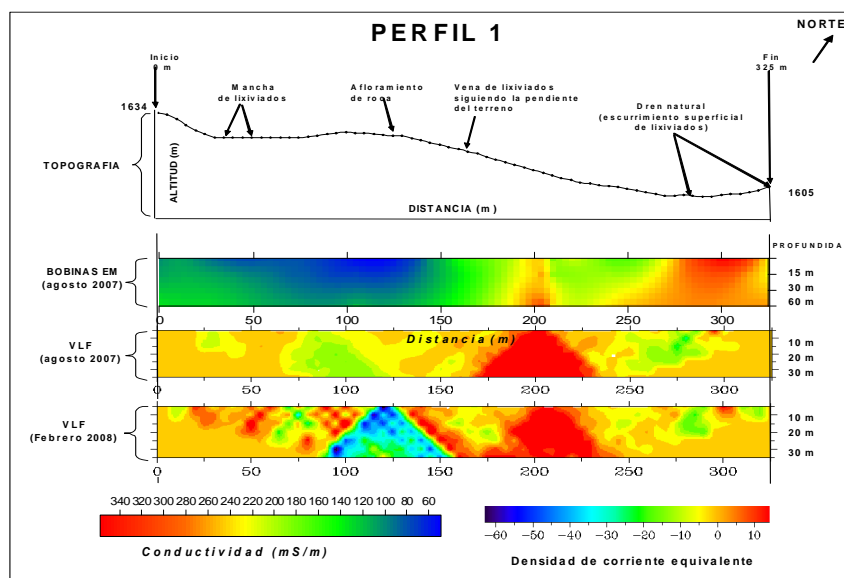 PERFIL 1
NORTE
Inicio
0 m
Fin
325 m
Mancha
de lixiviados
Afloramiento
de roca
Vena de lixiviados
siguiendo la pendiente
del terreno
Dren natural
(escurrimiento superficial
de lixiviados)
1634
1605
TOPOGRAFIA
ALTITUD (m)
DISTANCIA (m)
PROFUNDIDA
BOBINAS EM
(agosto 2007)
15 m
30 m
60 m
0 50 100 150 200 250 300
Distancia (m)
VLF
(agosto 2007)
10 m
20 m
30 m
0 50 100 150 200 250 300
VLF
(Febrero 2008)
10 m
20 m
30 m
0 50 100 150 200 250 300
340 320 280 260 240 220 200 180 160 140 120 100 80 60
Conductividad (mS/m)
-60 -50 -40 -30 -20 -10 0 10
Densidad de corriente equivalente